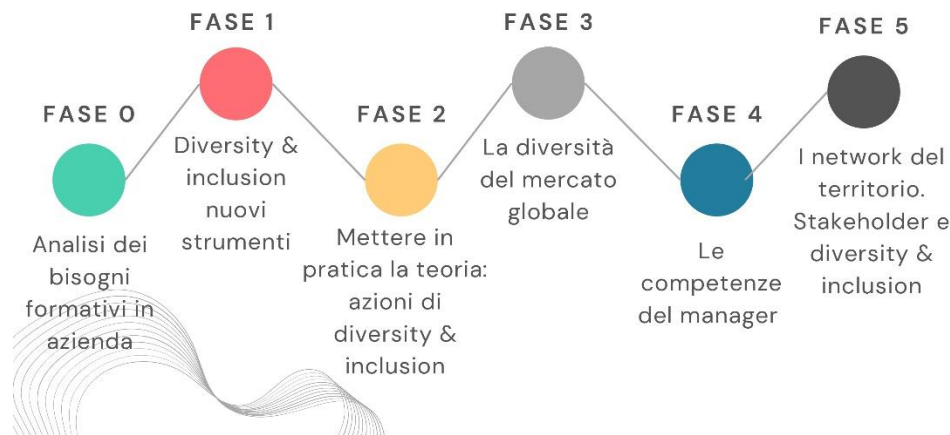 FASE 0
Analisi dei
bisogni
formativi in
azienda
FASE 1
Diversity &
inclusion
nuovi
strumenti
FASE 2
Mettere in
pratica la teoria:
azioni di
diversity &
inclusion
FASE 3
La diversità
del mercato
globale
FASE 4
Le
competenze
del manager
FASE 5
I network del
territorio.
Stakeholder e
diversity &
inclusion